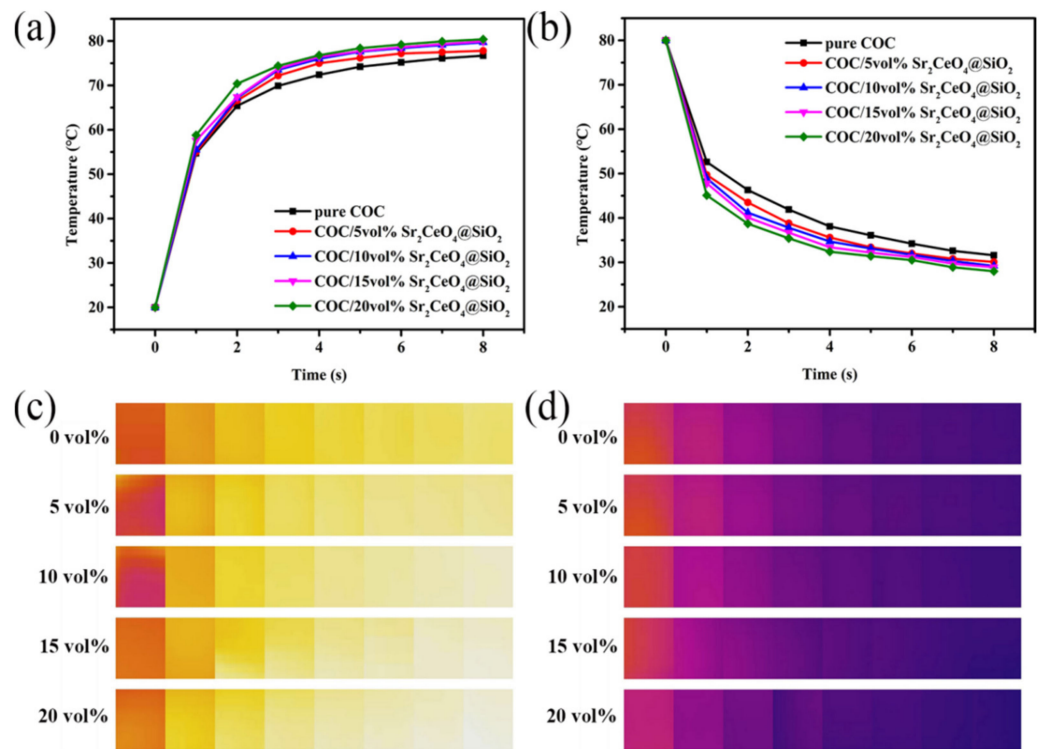 (a)
80
70
60
50
40
30
20
Temperature (°C)
pure COC
COC/5vol% Sr₂CeO₄@SiO₂
COC/10vol% Sr₂CeO₄@SiO₂
COC/15vol% Sr₂CeO₄@SiO₂
COC/20vol% Sr₂CeO₄@SiO₂
0 2 4 6 8
Time (s)
(b)
80
70
60
50
40
30
20
Temperature (°C)
pure COC
COC/5vol% Sr₂CeO₄@SiO₂
COC/10vol% Sr₂CeO₄@SiO₂
COC/15vol% Sr₂CeO₄@SiO₂
COC/20vol% Sr₂CeO₄@SiO₂
0 2 4 6 8
Time (s)
(c)
0 vol%
5 vol%
10 vol%
15 vol%
20 vol%
(d)
0 vol%
5 vol%
10 vol%
15 vol%
20 vol%